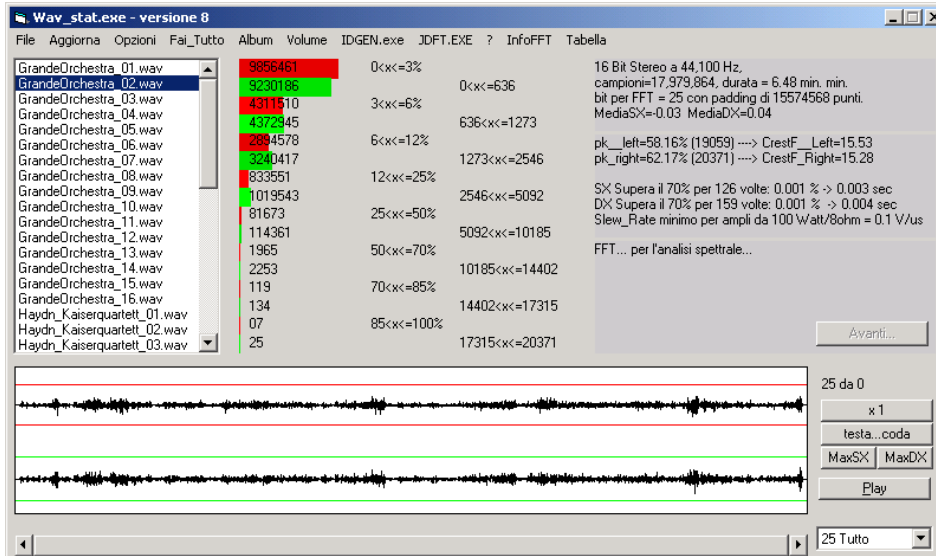 Wav_stat.exe - versione 8
File Aggiorna Opzioni Fai_Tutto Album Volume IDGEN.exe JDFT.EXE ? InfoFFT Tabella
GrandeOrchestra_01.wav
GrandeOrchestra_02.wav
GrandeOrchestra_03.wav
GrandeOrchestra_04.wav
GrandeOrchestra_05.wav
GrandeOrchestra_06.wav
GrandeOrchestra_07.wav
GrandeOrchestra_08.wav
GrandeOrchestra_09.wav
GrandeOrchestra_10.wav
GrandeOrchestra_11.wav
GrandeOrchestra_12.wav
GrandeOrchestra_13.wav
GrandeOrchestra_14.wav
GrandeOrchestra_15.wav
GrandeOrchestra_16.wav
Haydn_Kaiserquartett_01.wav
Haydn_Kaiserquartett_02.wav
Haydn_Kaiserquartett_03.wav
9856461 0<x<=3%
9230186 0<x<=636
4311510 3<x<=6%
4372945 636<x<=1273
2894578 6<x<=12%
3240417 1273<x<=2546
833551 12<x<=25%
1019543 2546<x<=5092
81673 25<x<=50%
114361 5092<x<=10185
1965 50<x<=70%
2253 10185<x<=14402
119 70<x<=85%
134 14402<x<=17315
07 85<x<=100%
25 17315<x<=20371
16 Bit Stereo a 44,100 Hz,
campioni=17,979,864, durata = 6.48 min. min.
bit per FFT = 25 con padding di 15574568 punti.
MediaSX=-0.03 MediaDX=0.04
pk__left=58.16% (19059) ----> CrestF__Left=15.53
pk_right=62.17% (20371) ----> CrestF_Right=15.28
SX Supera il 70% per 126 volte: 0.001 % -> 0.003 sec
DX Supera il 70% per 159 volte: 0.001 % -> 0.004 sec
Slew_Rate minimo per ampli da 100 Watt/8ohm = 0.1 V/us
FFT... per l'analisi spettrale...
Avanti...
25 da 0
x 1
testa...coda
MaxSX MaxDX
Play
25 Tutto